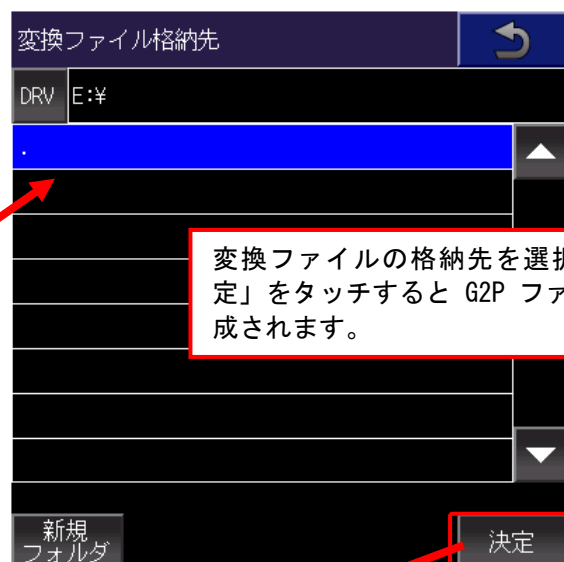 変換ファイル格納先
DRV E:¥
.
変換ファイルの格納先を選択
定」をタッチすると G2P ファ
成されます。
新規
フォルダ
決定